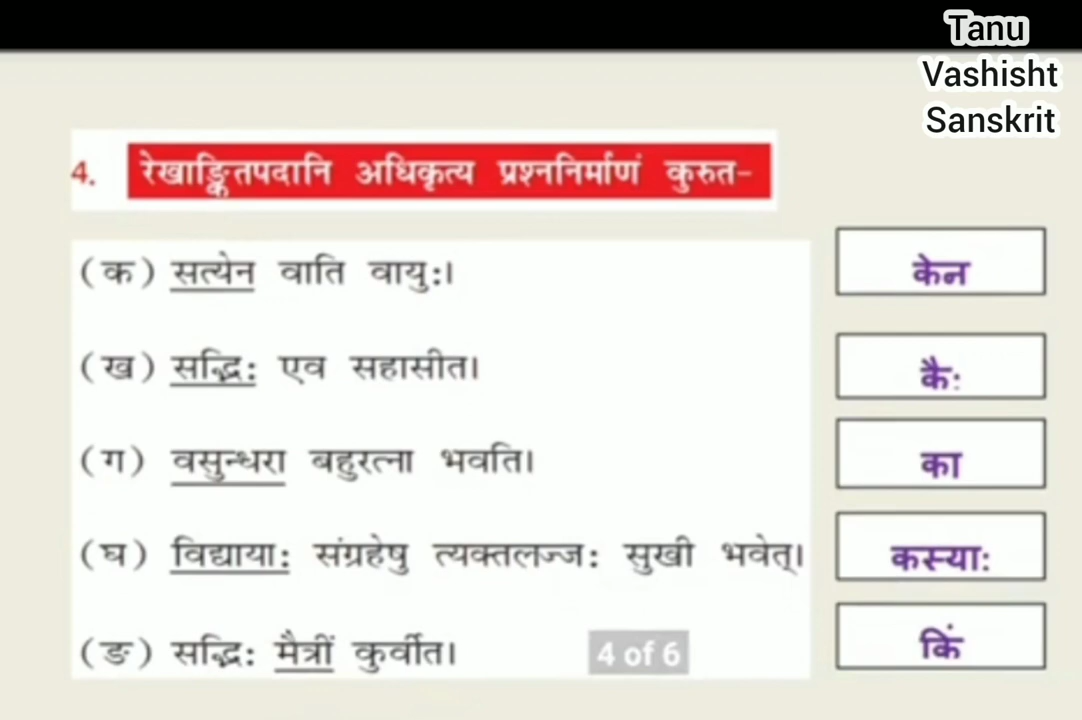 Tanu
Vashisht
Sanskrit
4. रेखाङ्कितपदानि अधिकृत्य प्रश्ननिर्माणं कुरुत-
(क) सत्येन वाति वायु:। केन
(ख) सद्भि: एव सहासीत। कै:
(ग) वसुन्धरा बहुरत्ना भवति। का
(घ) विद्याया: संग्रहेषु त्यक्तलज्ज: सुखी भवेत्। कस्या:
(ङ) सद्भि: मैत्रीं कुर्वीत। 4 of 6 किं